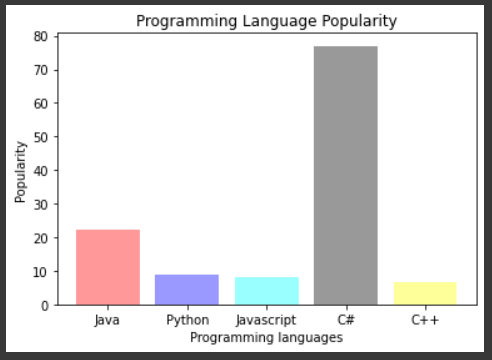 Programming Language Popularity
80
70
60
50
40
30
20
10
0
Popularity
Java Python Javascript C# C++
Programming languages